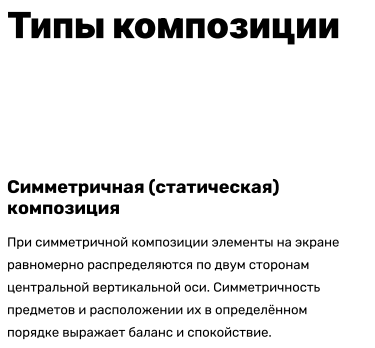 Типы композиции
Симметричная (статическая)
композиция
При симметричной композиции элементы на экране
равномерно распределяются по двум сторонам
центральной вертикальной оси. Симметричность
предметов и расположении их в определённом
порядке выражает баланс и спокойствие.